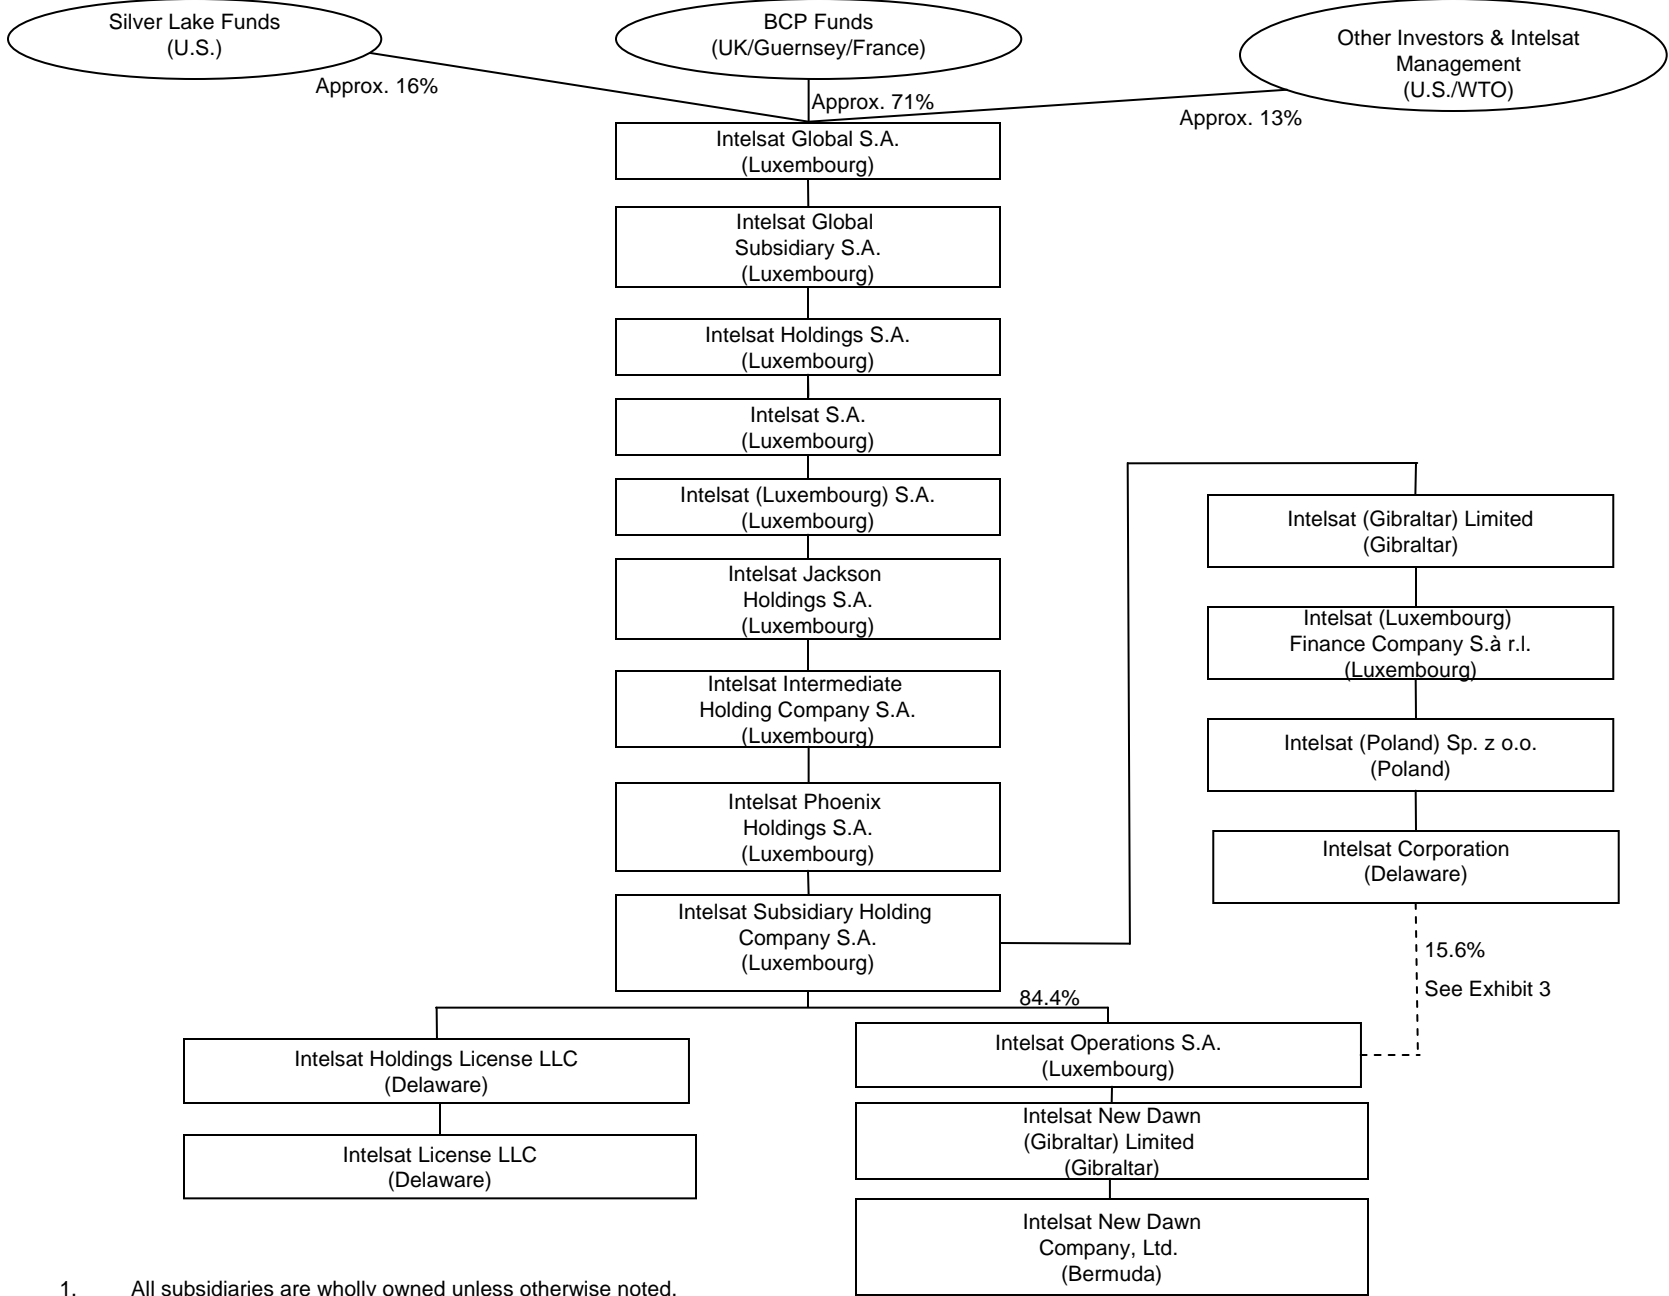 Silver Lake Funds
(U.S.)
BCP Funds
(UK/Guernsey/France)
Other Investors & Intelsat
Management
(U.S./WTO)
Approx. 16%
Approx. 71%
Approx. 13%
Intelsat Global S.A.
(Luxembourg)
Intelsat Global
Subsidiary S.A.
(Luxembourg)
Intelsat Holdings S.A.
(Luxembourg)
Intelsat S.A.
(Luxembourg)
Intelsat (Luxembourg) S.A.
(Luxembourg)
Intelsat Jackson
Holdings S.A.
(Luxembourg)
Intelsat Intermediate
Holding Company S.A.
(Luxembourg)
Intelsat Phoenix
Holdings S.A.
(Luxembourg)
Intelsat Subsidiary Holding
Company S.A.
(Luxembourg)
Intelsat (Gibraltar) Limited
(Gibraltar)
Intelsat (Luxembourg)
Finance Company S.à r.l.
(Luxembourg)
Intelsat (Poland) Sp. z o.o.
(Poland)
Intelsat Corporation
(Delaware)
15.6%
See Exhibit 3
84.4%
Intelsat Holdings License LLC
(Delaware)
Intelsat License LLC
(Delaware)
Intelsat Operations S.A.
(Luxembourg)
Intelsat New Dawn
(Gibraltar) Limited
(Gibraltar)
Intelsat New Dawn
Company, Ltd.
(Bermuda)
1. All subsidiaries are wholly owned unless otherwise noted.